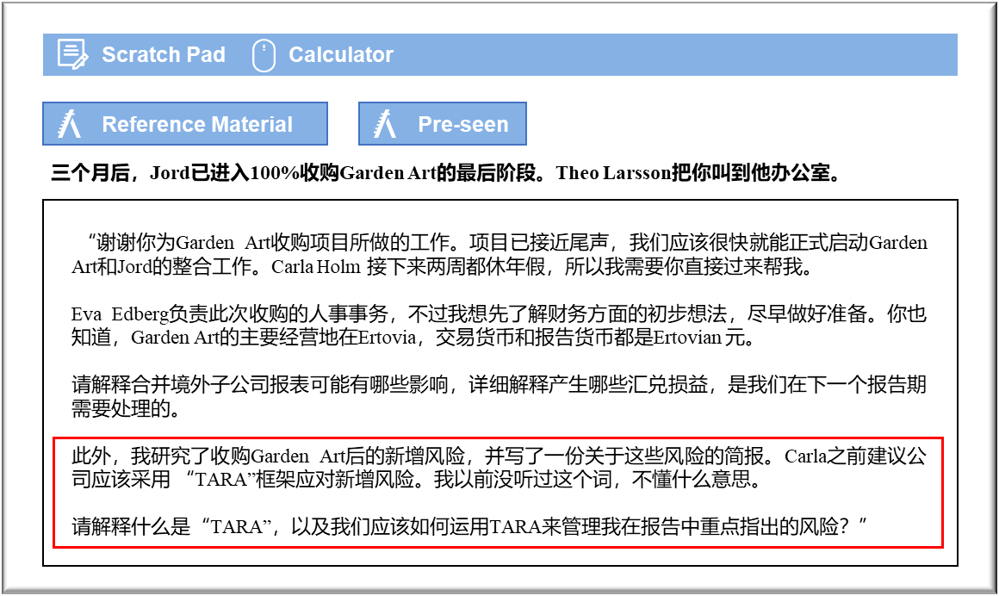 Scratch Pad Calculator
Reference Material Pre-seen
三个月后，Jord已进入100%收购Garden Art的最后阶段。Theo Larsson把你叫到他办公室。
“谢谢你为Garden Art收购项目所做的工作。项目已接近尾声，我们应该很快就能正式启动Garden
Art和Jord的整合工作。Carla Holm 接下来两周都休年假，所以我需要你直接过来帮我。
Eva Edberg负责此次收购的人事事务，不过我想先了解财务方面的初步想法，尽早做好准备。你也
知道，Garden Art的主要经营地在Ertovia，交易货币和报告货币都是Ertovian 元。
请解释合并境外子公司报表可能有哪些影响，详细解释产生哪些汇兑损益，是我们在下一个报告期
需要处理的。
此外，我研究了收购Garden Art后的新增风险，并写了一份关于这些风险的简报。Carla之前建议公
司应该采用 “TARA”框架应对新增风险。我以前没听过这个词，不懂什么意思。
请解释什么是“TARA”，以及我们应该如何运用TARA来管理我在报告中重点指出的风险？”